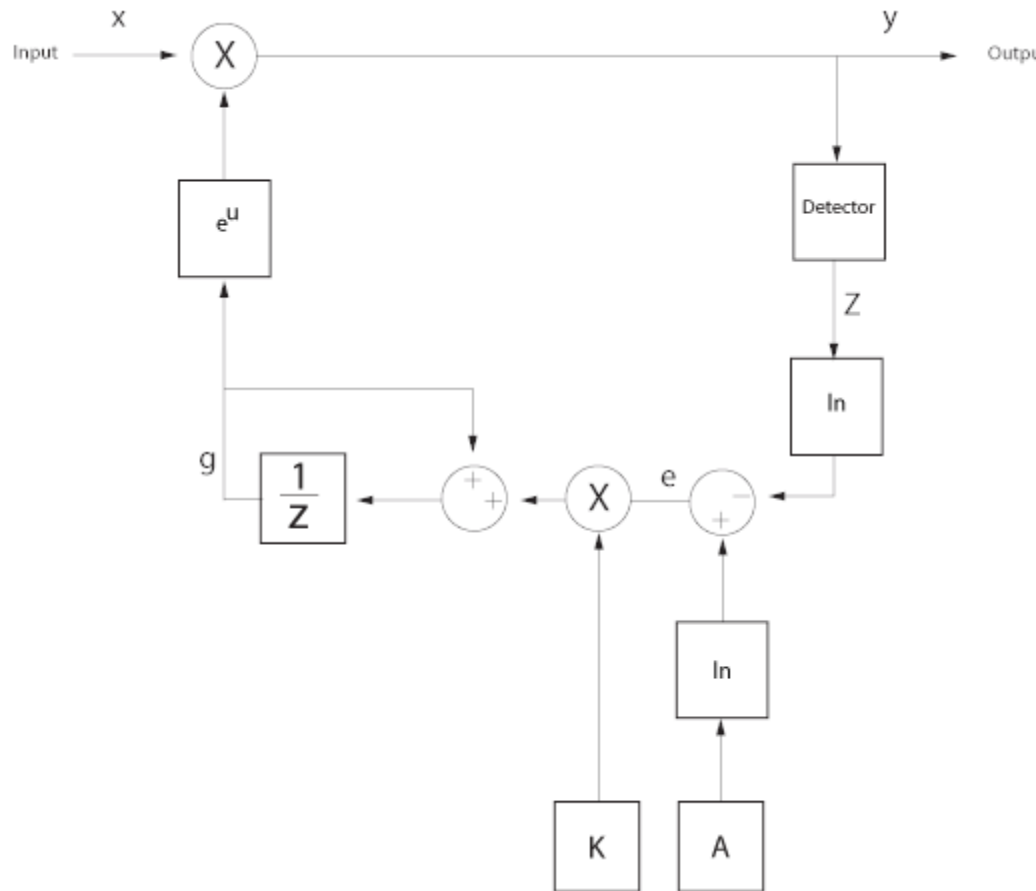 x
y
Input
X
Outpu
e^u
Detector
Z
ln
g
1
z
+
+
X
e
−
+
ln
K
A